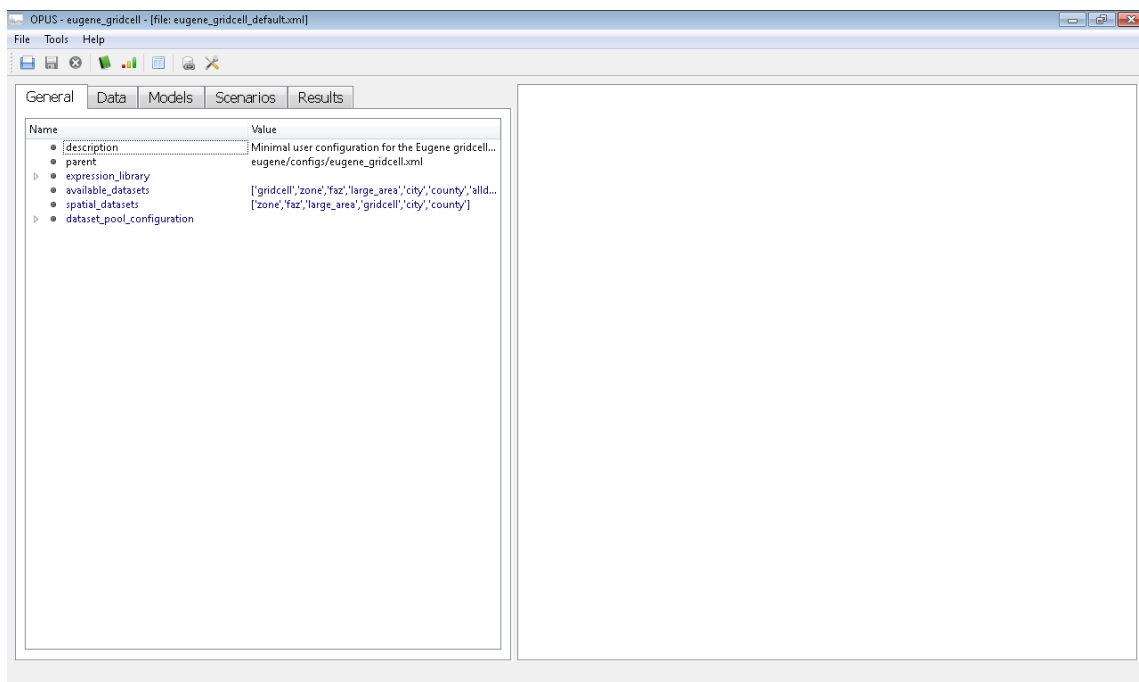 OPUS - eugene_gridcell - [file: eugene_gridcell_default.xml]
File Tools Help
General Data Models Scenarios Results
Name Value
description Minimal user configuration for the Eugene gridcell...
parent eugene/configs/eugene_gridcell.xml
expression_library
available_datasets ['gridcell','zone','faz','large_area','city','county','alld...
spatial_datasets ['zone','faz','large_area','gridcell','city','county']
dataset_pool_configuration